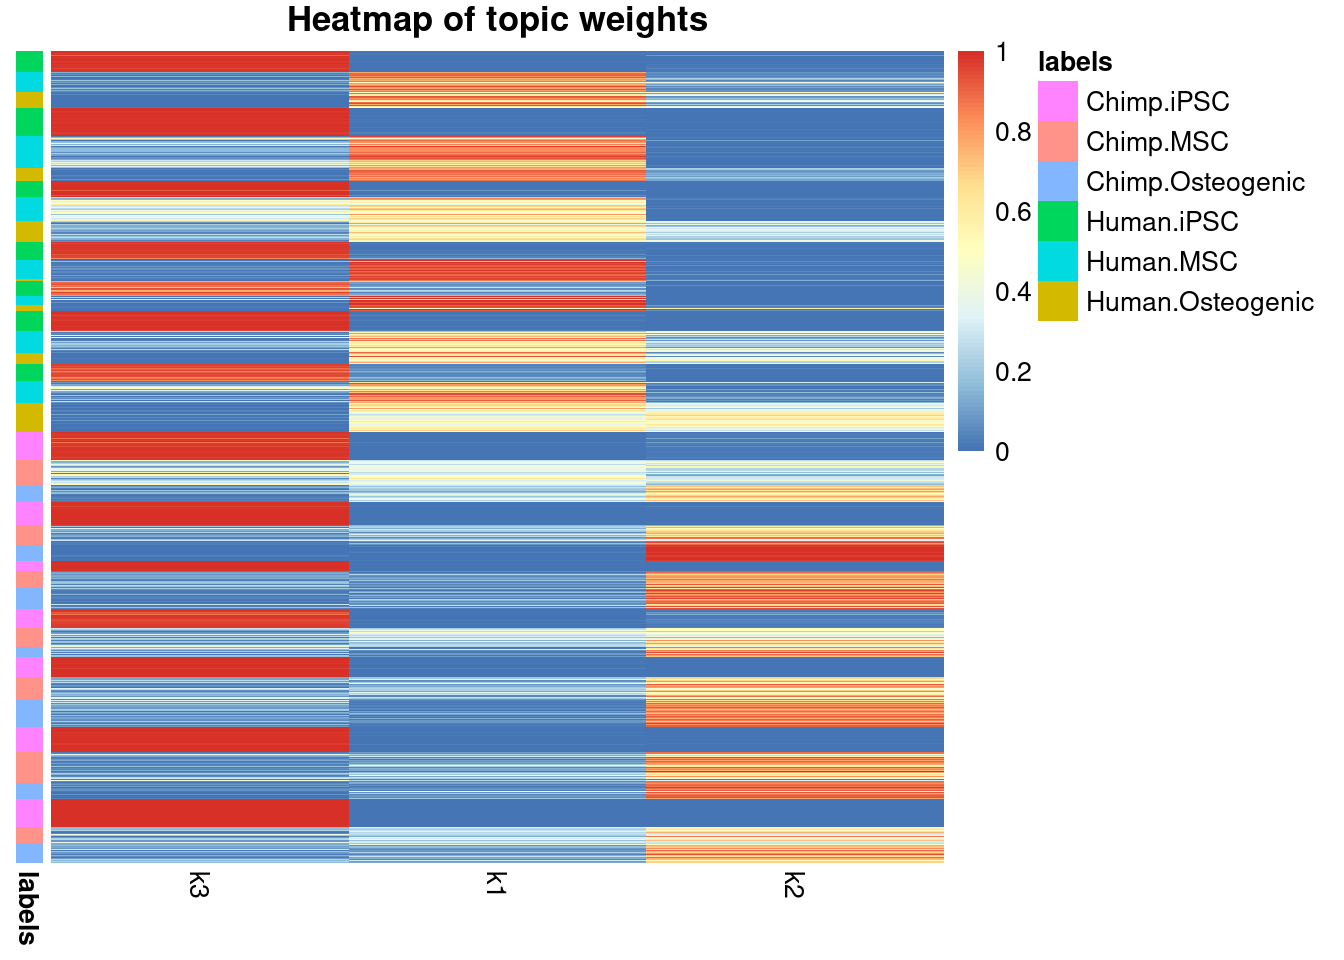 Heatmap of topic weights
1
0.8
0.6
0.4
0.2
0
labels
Chimp.iPSC
Chimp.MSC
Chimp.Osteogenic
Human.iPSC
Human.MSC
Human.Osteogenic
labels
k3
k1
k2